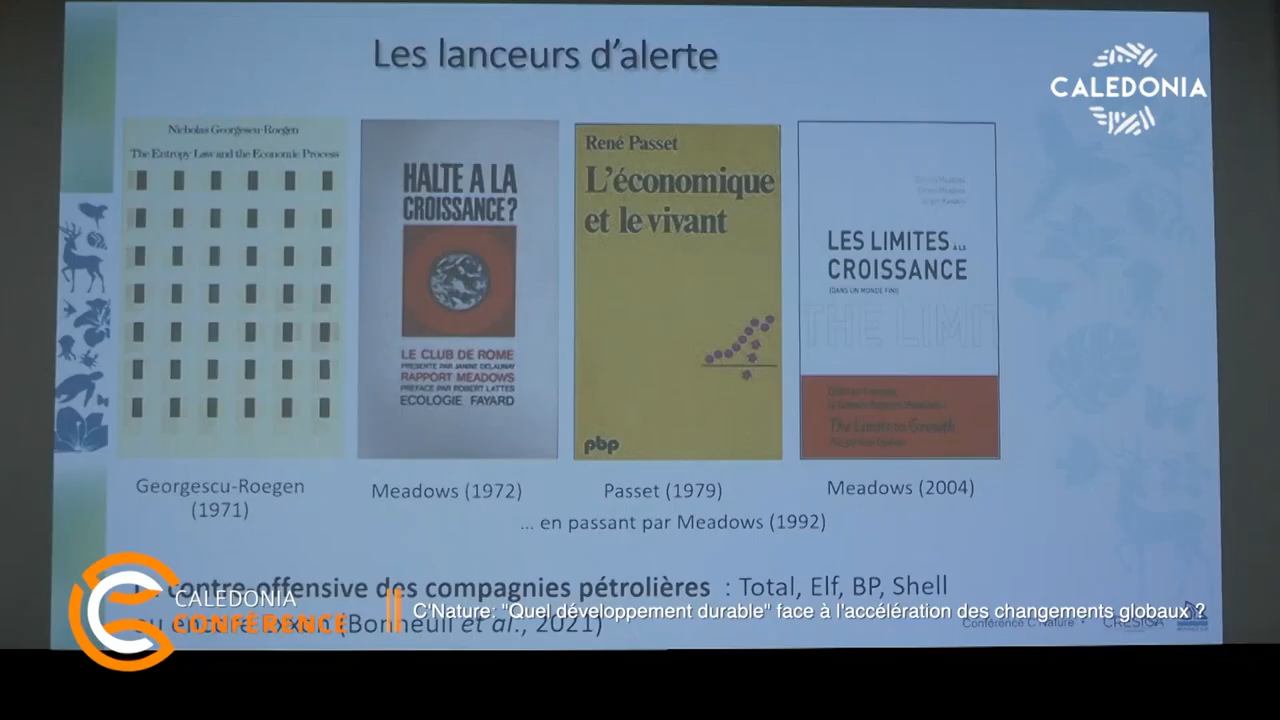 Les lanceurs d'alerte
CALEDONIA
Nicholas Georgescu-Roegen
The Entropy Law and the Economic Process
HALTE A LA
CROISSANCE?
LE CLUB DE ROME
PRESENTE PAR JANINE DELAUNAY
RAPPORT MEADOWS
PREFACE PAR ROBERT LATTES
ECOLOGIE FAYARD
René Passet
L'économique
et le vivant
pbp
LES LIMITES À LA
CROISSANCE
(DANS UN MONDE FINI)
THE LIMIT
The Limits to Growth
Georgescu-Roegen
(1971)
Meadows (1972)
Passet (1979)
Meadows (2004)
... en passant par Meadows (1992)
contre-offensive des compagnies pétrolières : Total, Elf, BP, Shell
(Bonneuil et al., 2021)
CALEDONIA
CONFÉRENCE
C'Nature: "Quel développement durable" face à l'accélération des changements globaux ?
Conférence C'Nature
CRESICA